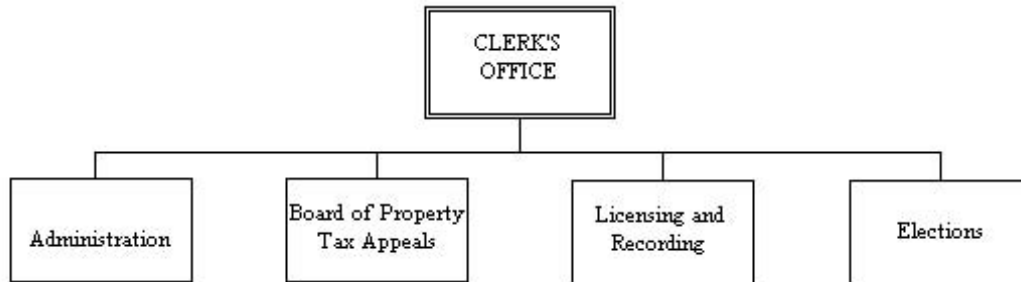 CLERK'S
OFFICE
Administration
Board of Property
Tax Appeals
Licensing and
Recording
Elections